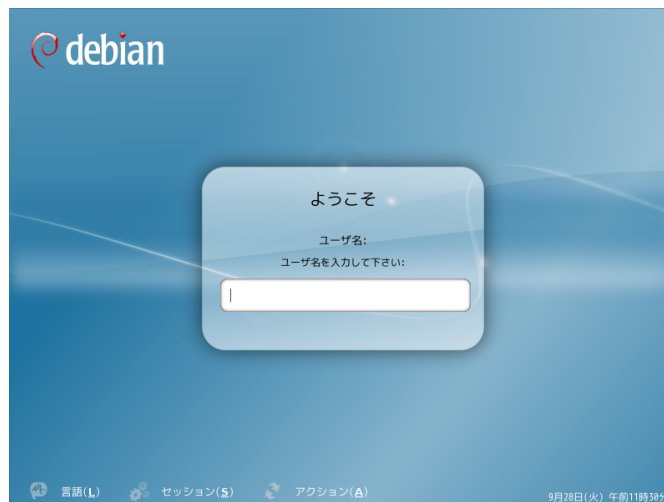 debian
ようこそ
ユーザ名:
ユーザ名を入力して下さい:
言語(L) セッション(S) アクション(A) 9月28日(火) 午前11時30分